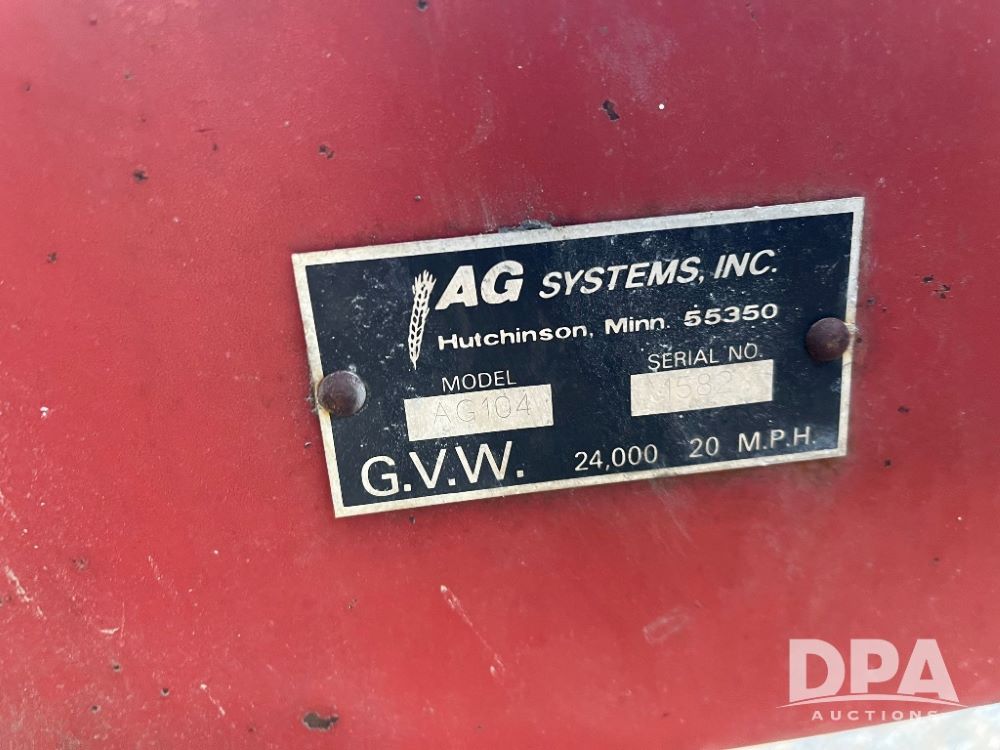 AG SYSTEMS, INC.
Hutchinson, Minn. 55350
MODEL
SERIAL NO.
AG104
G.V.W. 24,000 20 M.P.H.
DPA
AUCTIONS